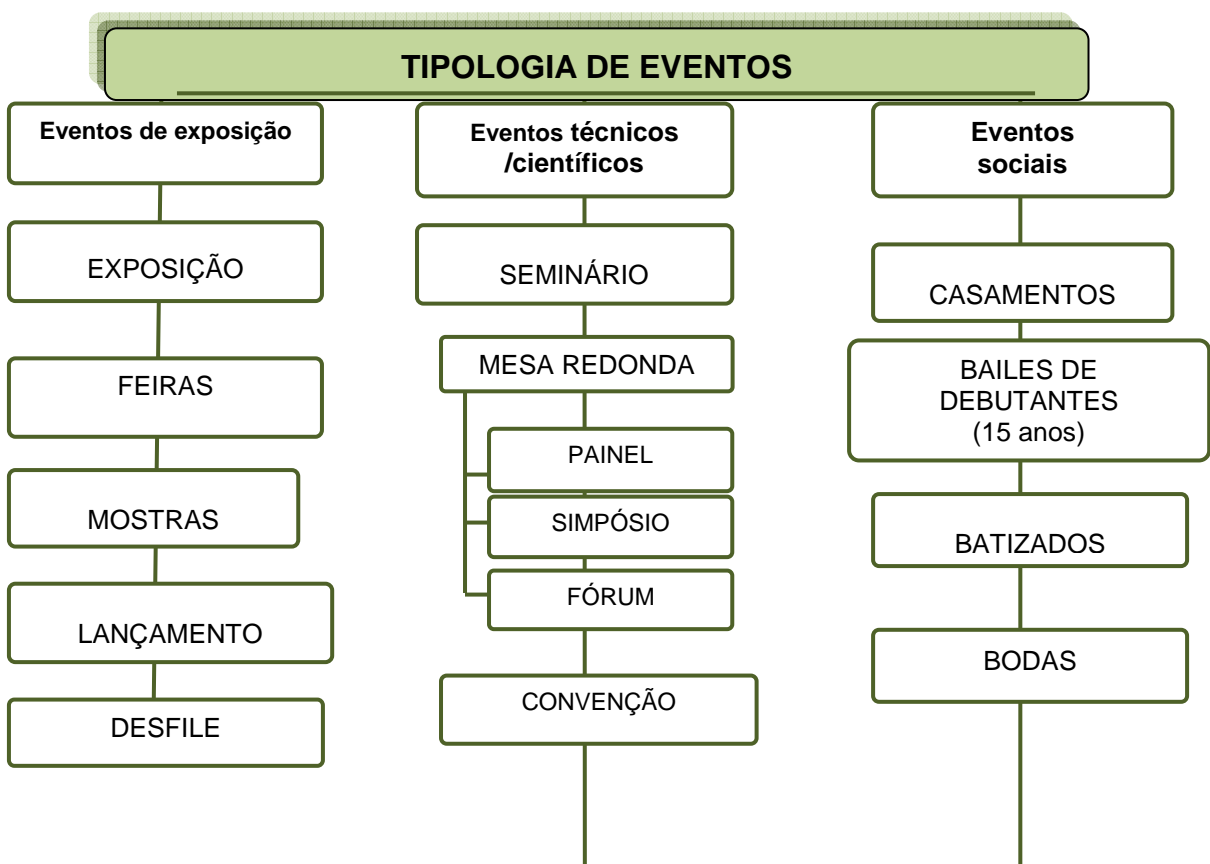 TIPOLOGIA DE EVENTOS
Eventos de exposição
EXPOSIÇÃO
FEIRAS
MOSTRAS
LANÇAMENTO
DESFILE
Eventos técnicos
/científicos
SEMINÁRIO
MESA REDONDA
PAINEL
SIMPÓSIO
FÓRUM
CONVENÇÃO
Eventos
sociais
CASAMENTOS
BAILES DE
DEBUTANTES
(15 anos)
BATIZADOS
BODAS